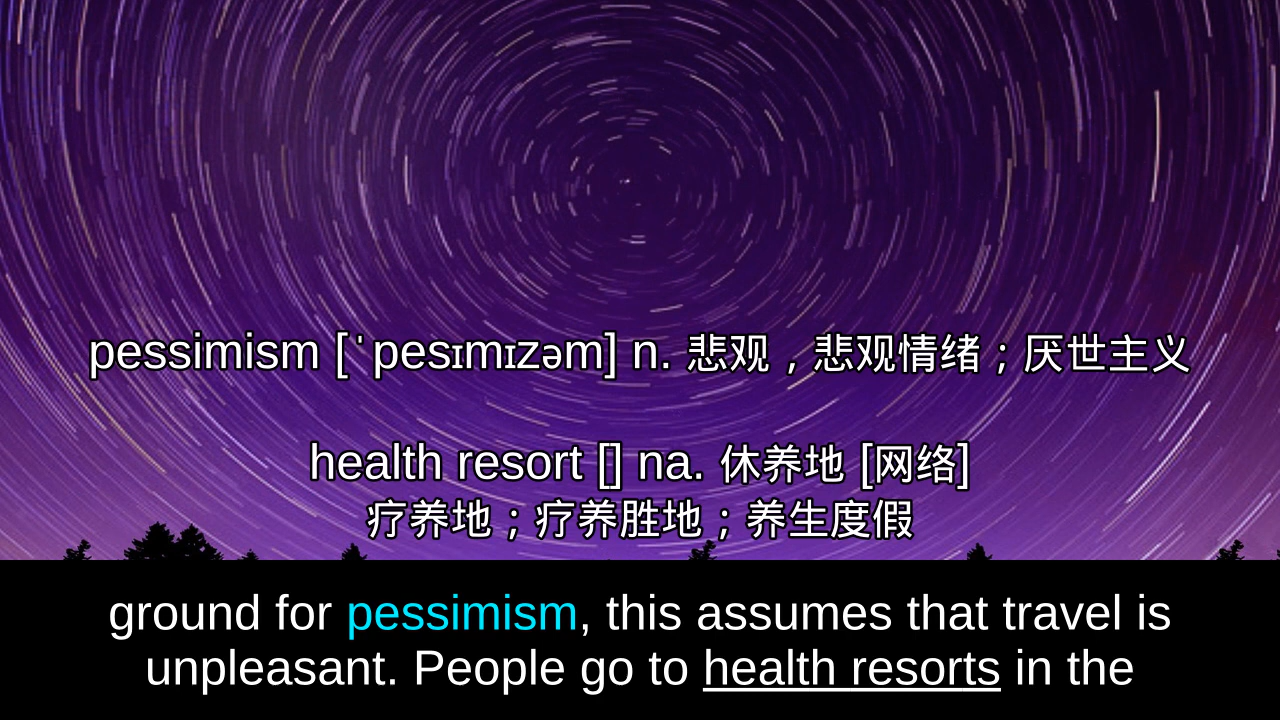 pessimism [ˈpesɪmɪzəm] n. 悲观，悲观情绪；厌世主义
health resort [] na. 休养地 [网络]
疗养地；疗养胜地；养生度假
ground for pessimism, this assumes that travel is
unpleasant. People go to health resorts in the